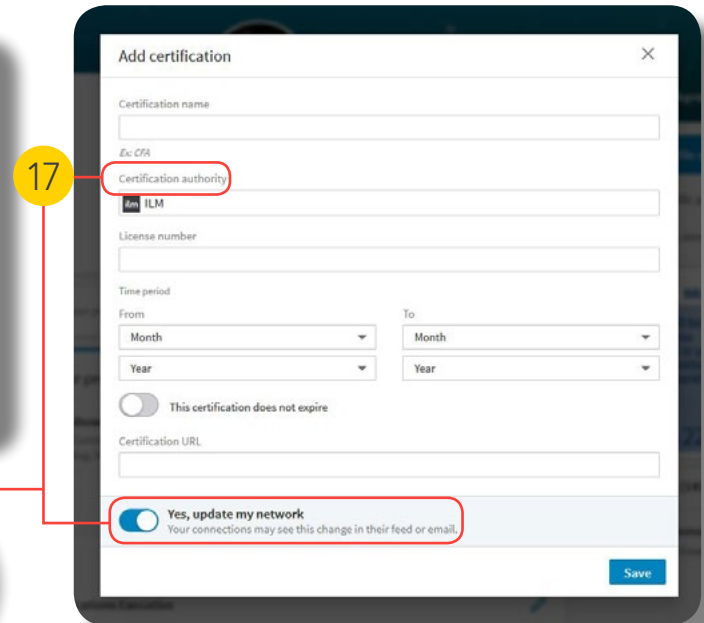 Add certification
Certification name
Ex: CFA
17
Certification authority
ilm ILM
License number
Time period
From To
Month Month
Year Year
This certification does not expire
Certification URL
Yes, update my network
Your connections may see this change in their feed or email.
Save